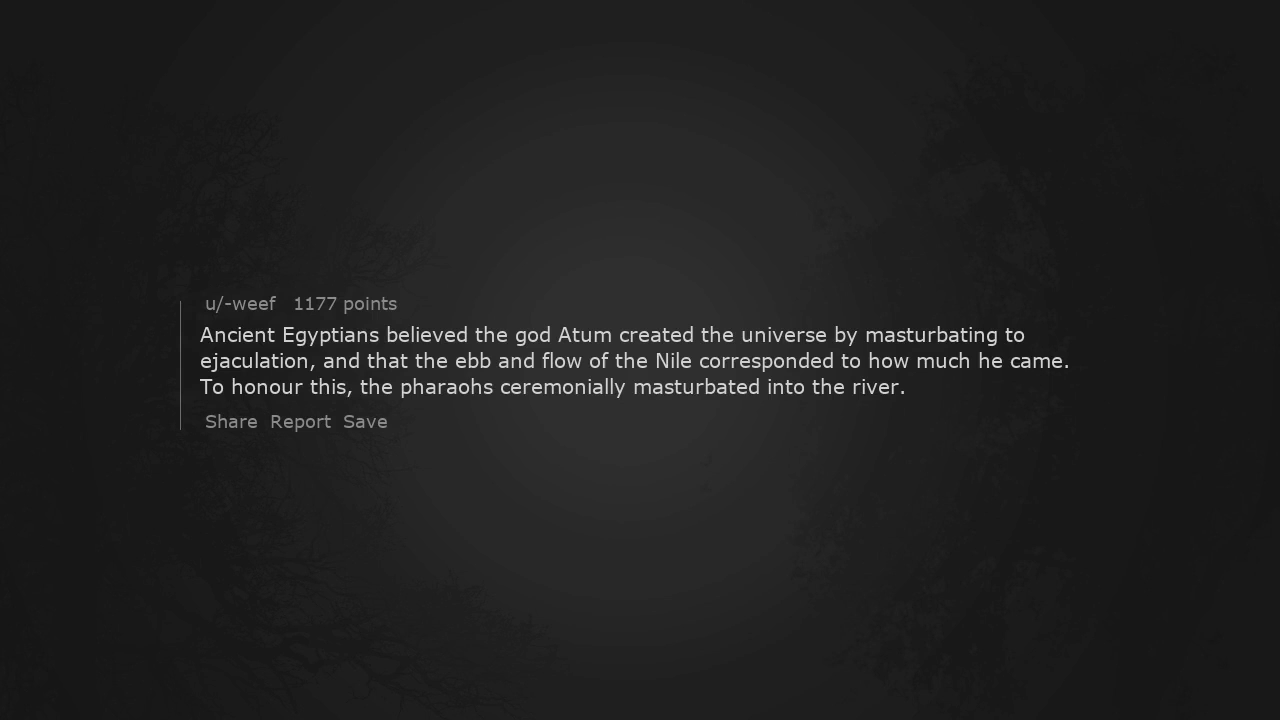 u/-weef 1177 points
Ancient Egyptians believed the god Atum created the universe by masturbating to
ejaculation, and that the ebb and flow of the Nile corresponded to how much he came.
To honour this, the pharaohs ceremonially masturbated into the river.
Share Report Save